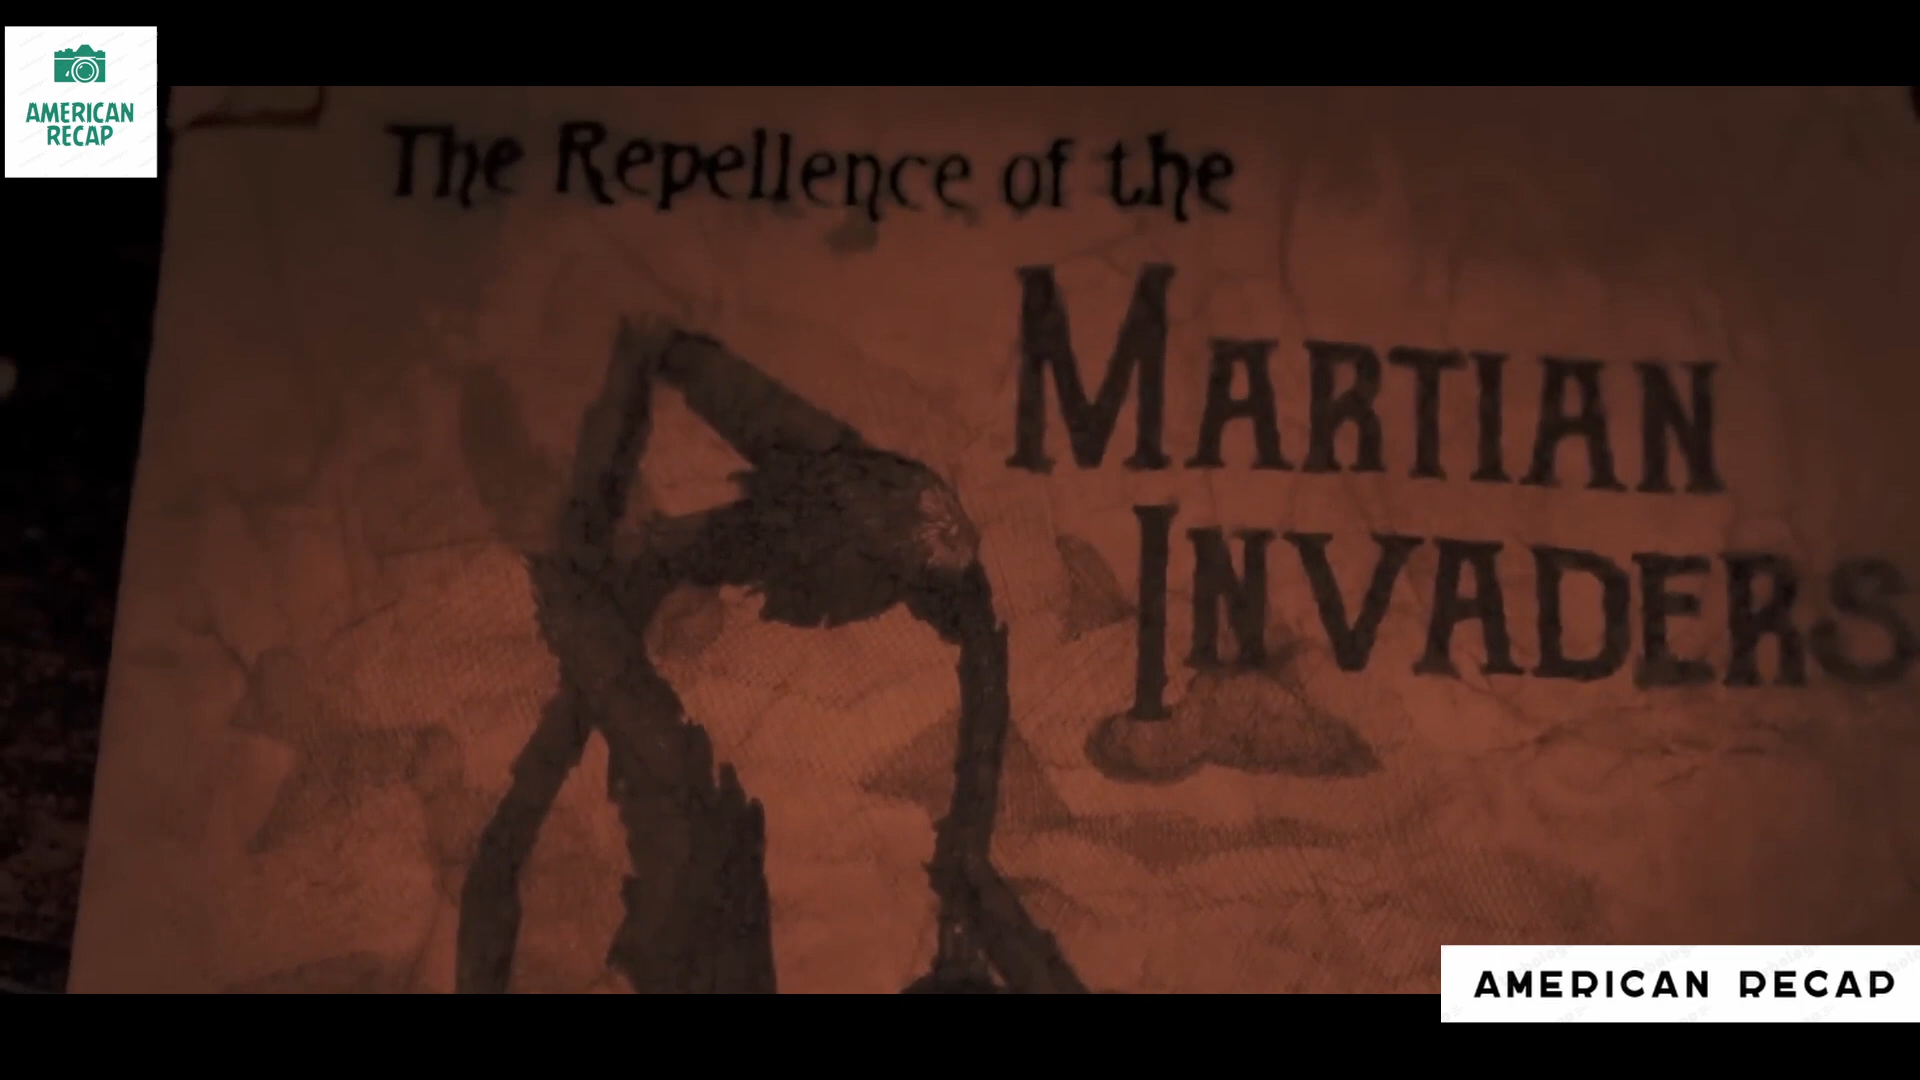 AMERICAN
RECAP
The Repellence of the
MARTIAN
INVADERS
AMERICAN RECAP